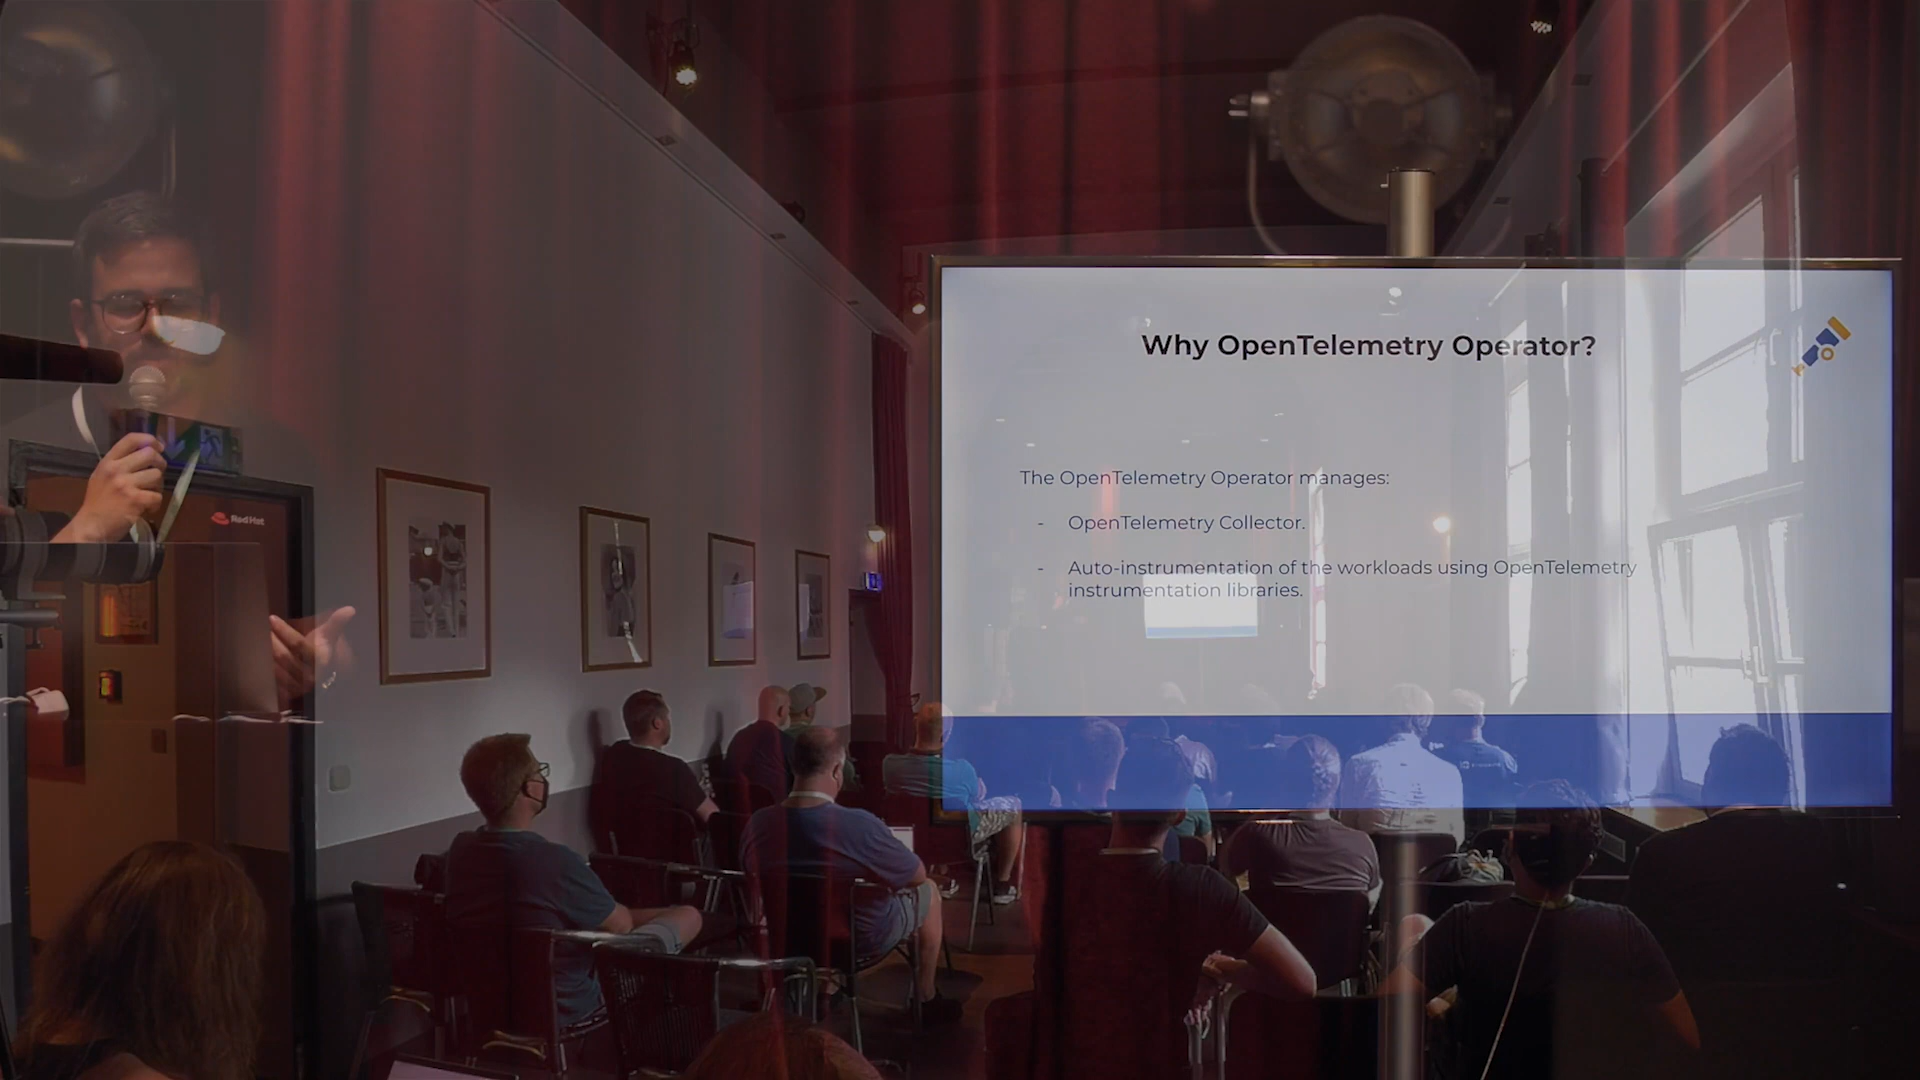 Why OpenTelemetry Operator?
The OpenTelemetry Operator manages:
- OpenTelemetry Collector.
- Auto-instrumentation of the workloads using OpenTelemetry
instrumentation libraries.
Red Hat